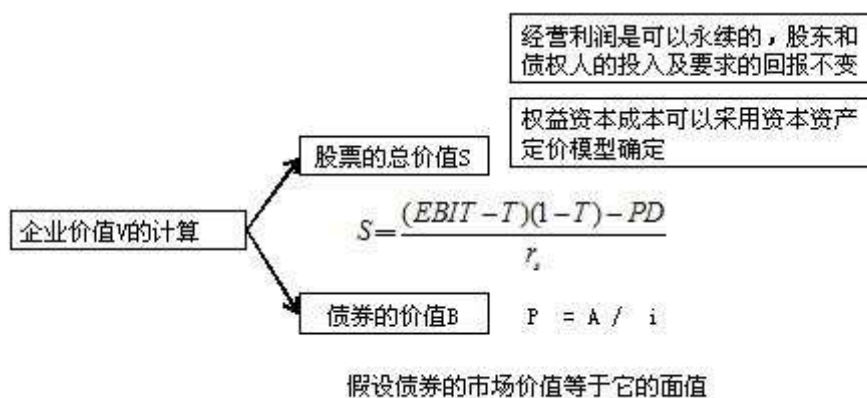 经营利润是可以永续的，股东和
债权人的投入及要求的回报不变
权益资本成本可以采用资本资产
定价模型确定
股票的总价值S
企业价值V的计算
S=\frac{(EBIT-T)(1-T)-PD}{r_s}
债券的价值B
P = A / i
假设债券的市场价值等于它的面值